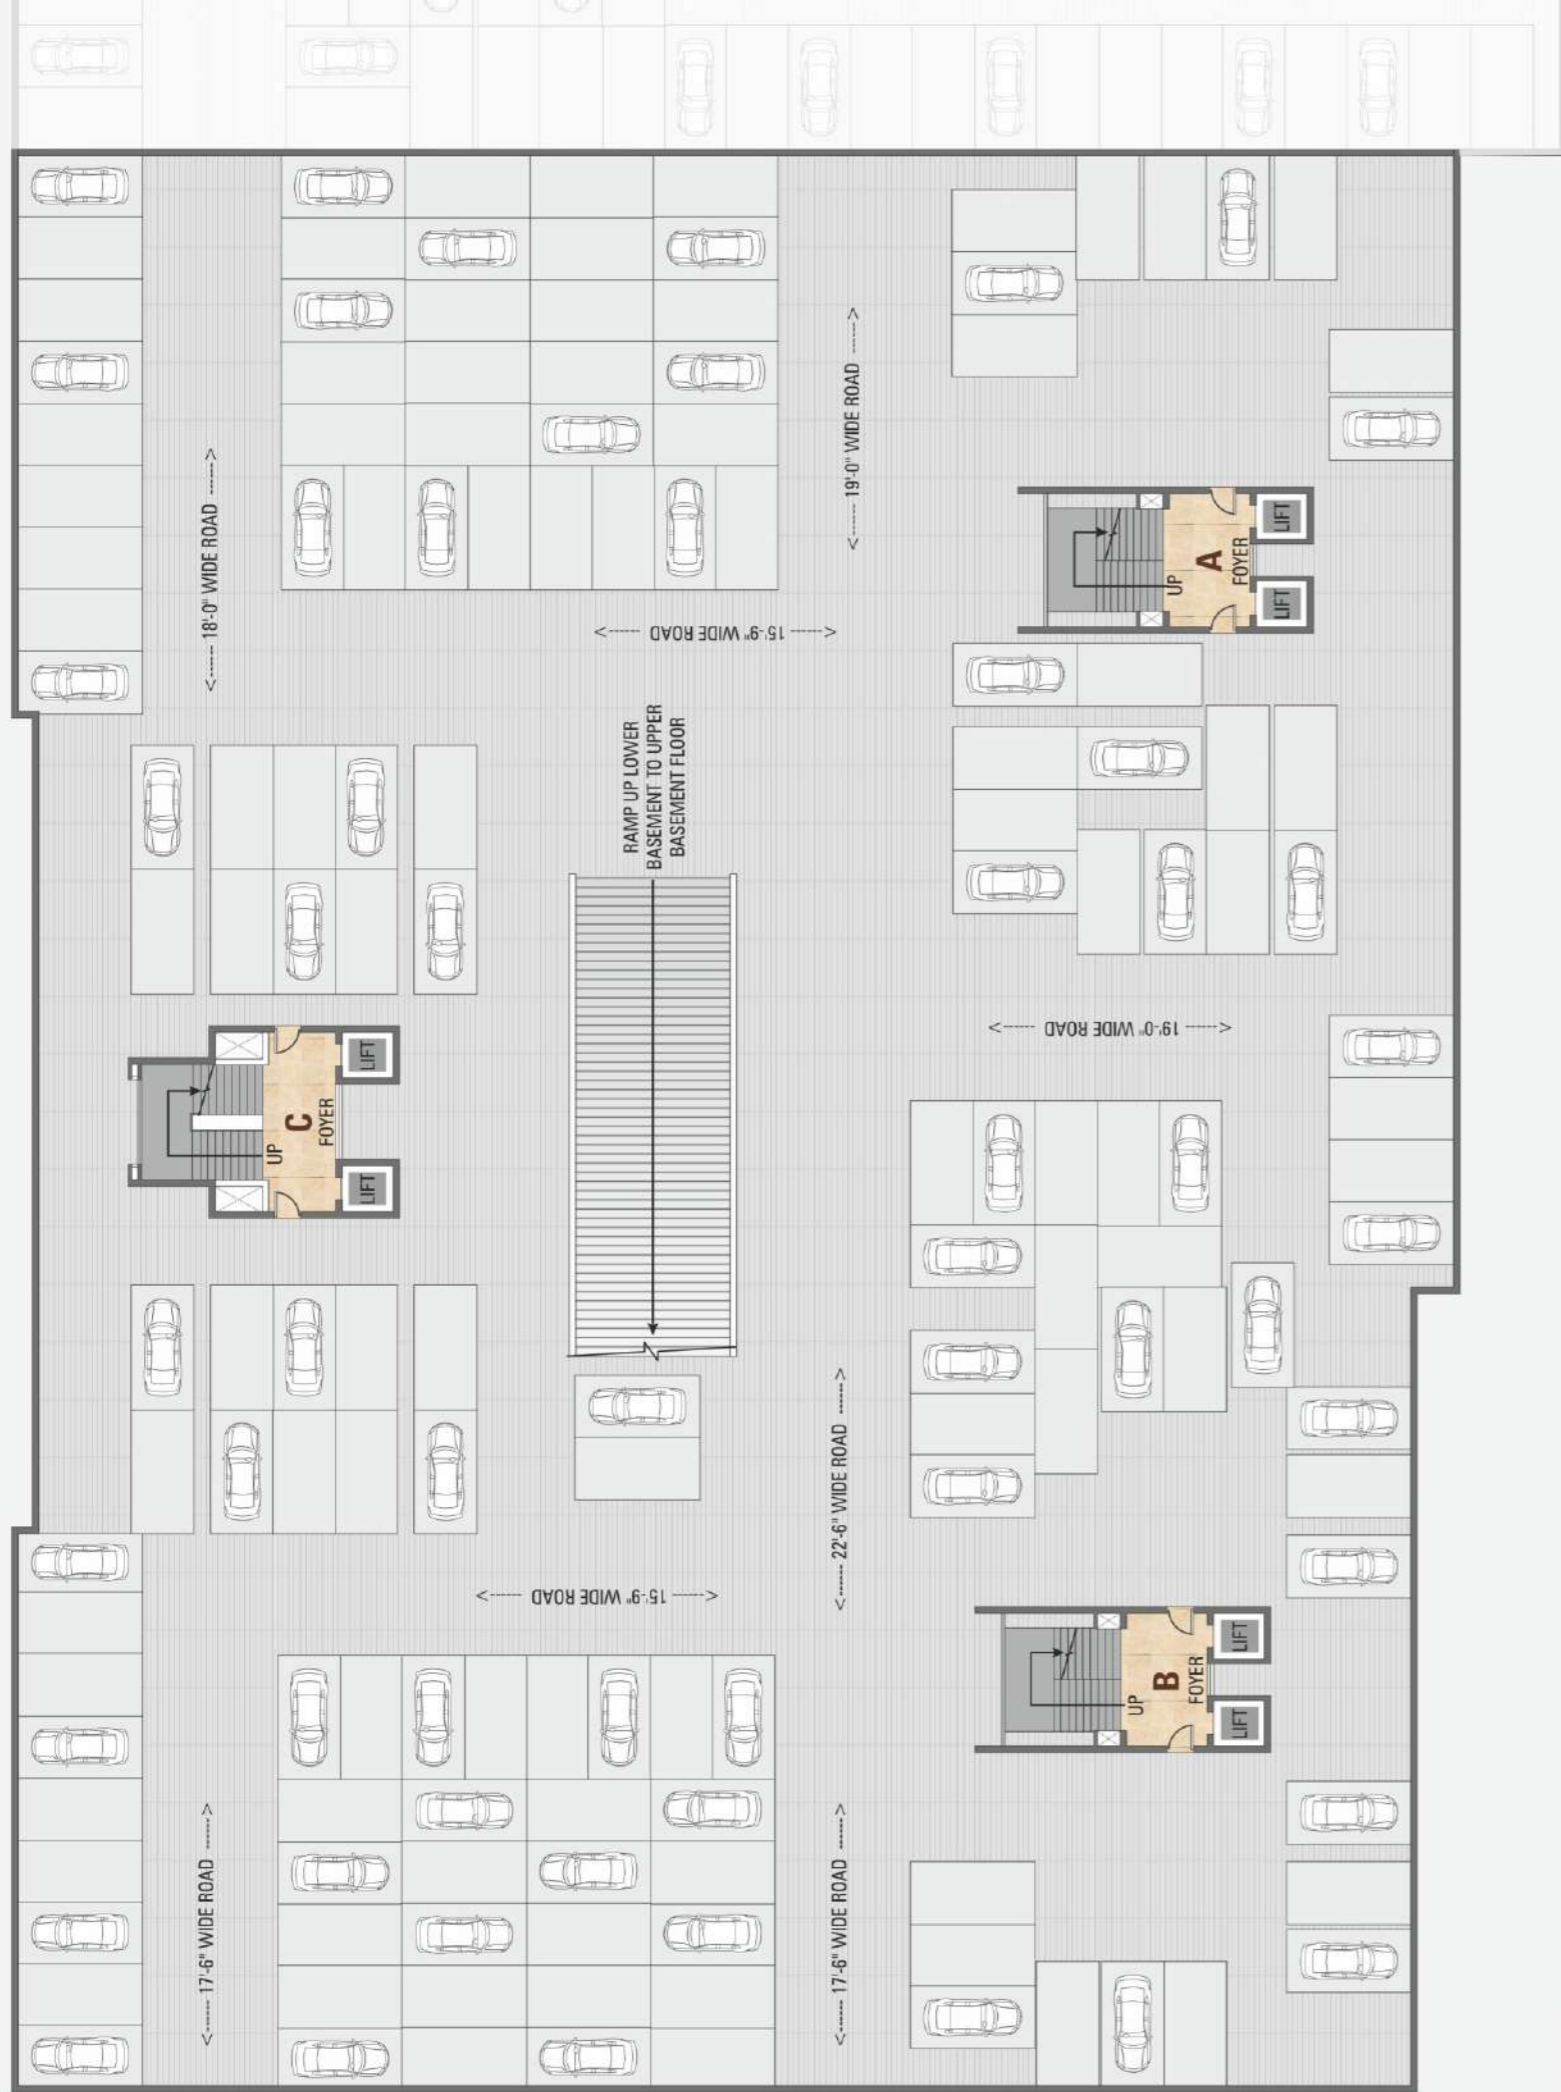 <----- 18'-0" WIDE ROAD ----->
<----- 19'-0" WIDE ROAD ----->
LIFT
A
FOYER
UP
LIFT
<----- 15'-9" WIDE ROAD ----->
RAMP UP LOWER
BASEMENT TO UPPER
BASEMENT FLOOR
<----- 19'-0" WIDE ROAD ----->
LIFT
C
FOYER
UP
LIFT
<----- 22'-6" WIDE ROAD ----->
<----- 15'-9" WIDE ROAD ----->
LIFT
B
FOYER
UP
LIFT
<----- 17'-6" WIDE ROAD ----->
<----- 17'-6" WIDE ROAD ----->